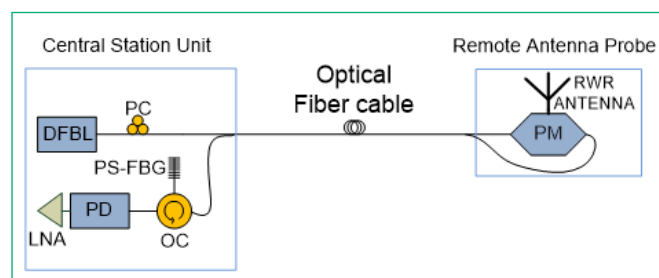 Central Station Unit
Remote Antenna Probe
Optical
Fiber cable
RWR
ANTENNA
PC
DFBL
PM
PS-FBG
PD
LNA
OC